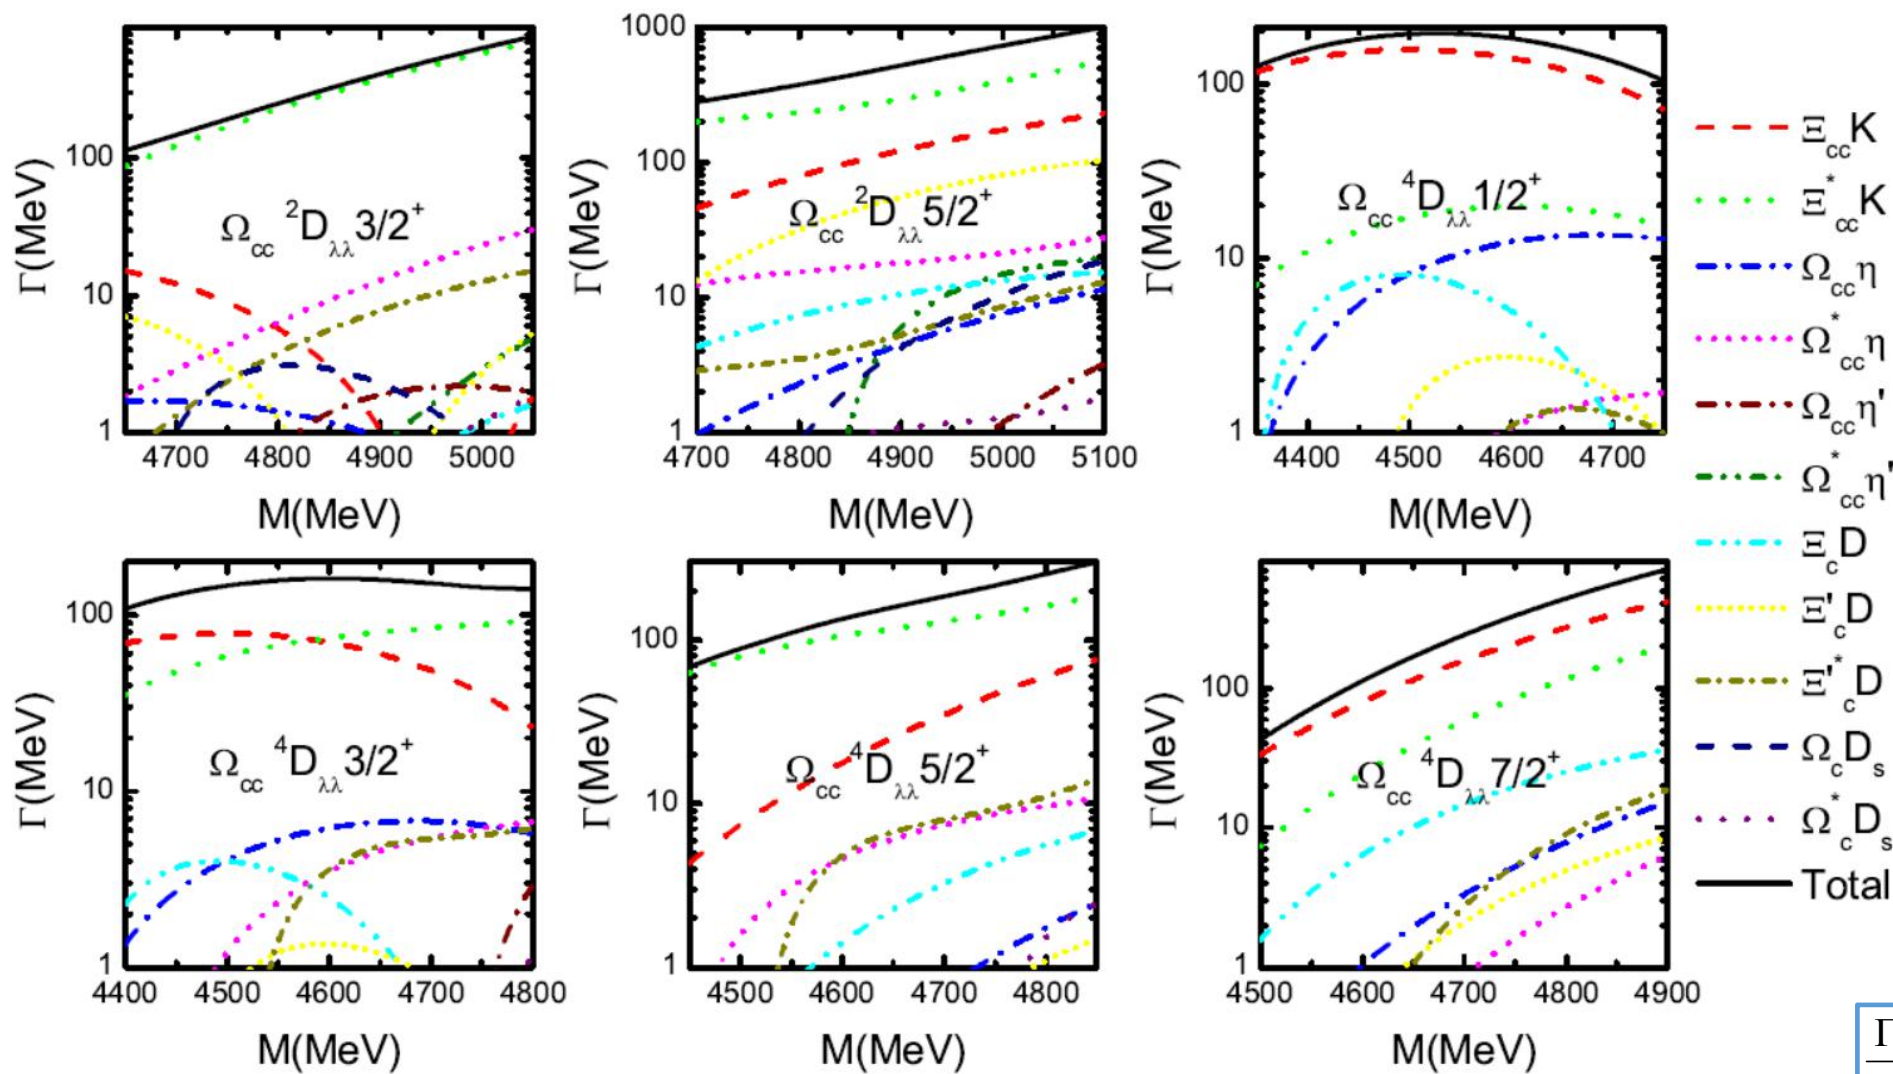 Γ(MeV)
100
10
1
Ω_cc ²D_λλ 3/2⁺
4700 4800 4900 5000
M(MeV)
Γ(MeV)
1000
100
10
1
Ω_cc ²D_λλ 5/2⁺
4700 4800 4900 5000 5100
M(MeV)
Γ(MeV)
100
10
1
Ω_cc ⁴D_λλ 1/2⁺
4400 4500 4600 4700
M(MeV)
Γ(MeV)
100
10
1
Ω_cc ⁴D_λλ 3/2⁺
4400 4500 4600 4700 4800
M(MeV)
Γ(MeV)
100
10
1
Ω_cc ⁴D_λλ 5/2⁺
4500 4600 4700 4800
M(MeV)
Γ(MeV)
100
10
1
Ω_cc ⁴D_λλ 7/2⁺
4500 4600 4700 4800 4900
M(MeV)
Ξ_cc K
Ξ*_cc K
Ω_cc η
Ω*_cc η
Ω_cc η'
Ω*_cc η'
Ξ_c D
Ξ'_c D
Ξ'*_c D
Ω_c D_s
Ω*_c D_s
Total
Γ